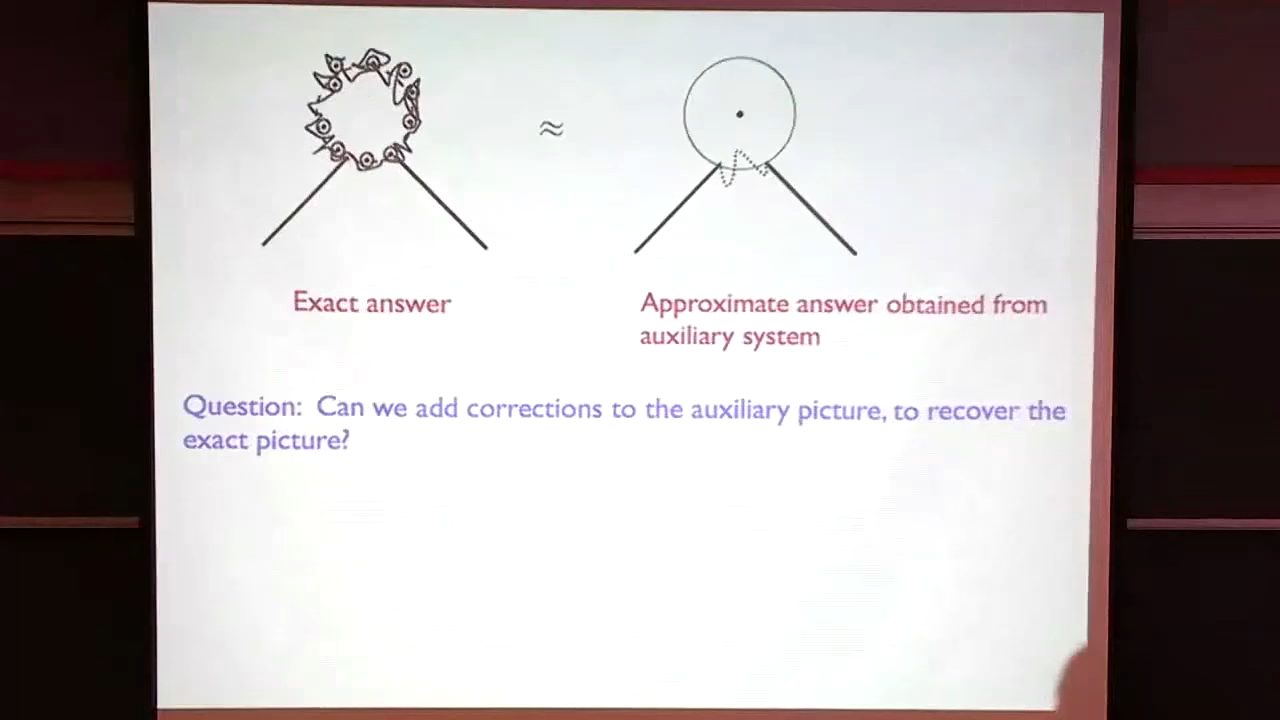 ≈
Exact answer
Approximate answer obtained from
auxiliary system
Question: Can we add corrections to the auxiliary picture, to recover the
exact picture?